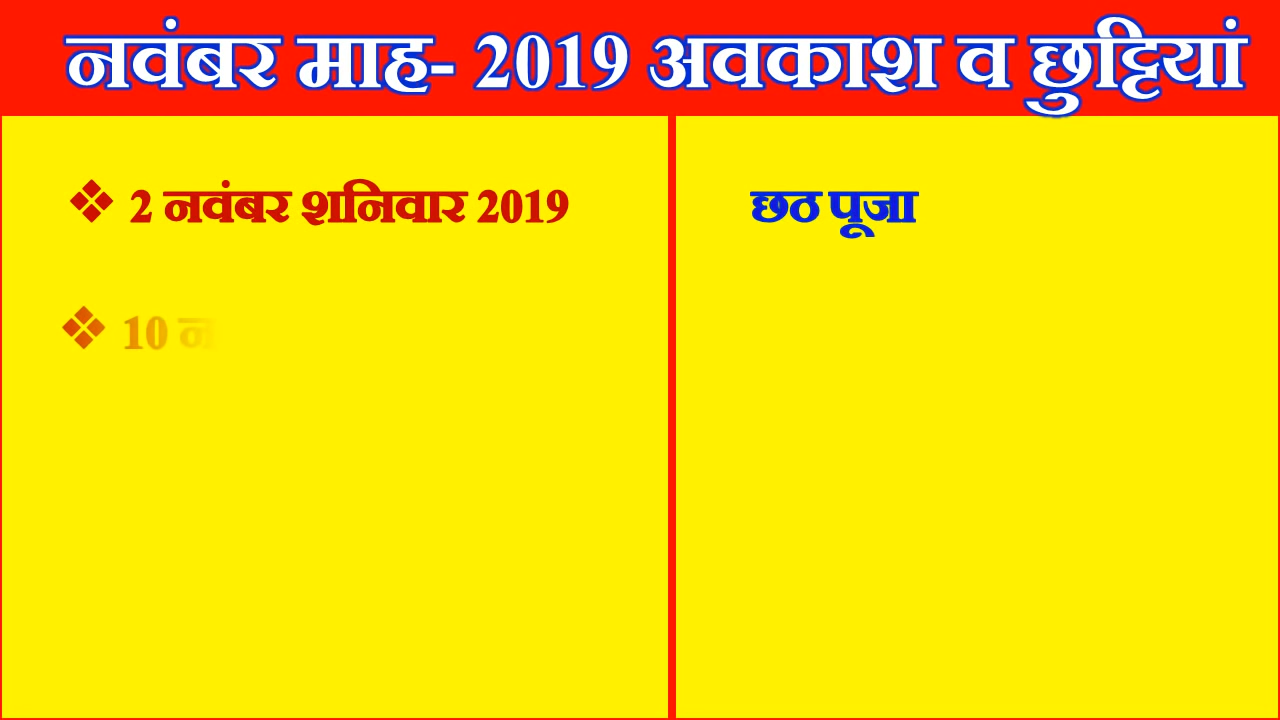 नवंबर माह- 2019 अवकाश व छुट्टियां
2 नवंबर शनिवार 2019
छठ पूजा
10